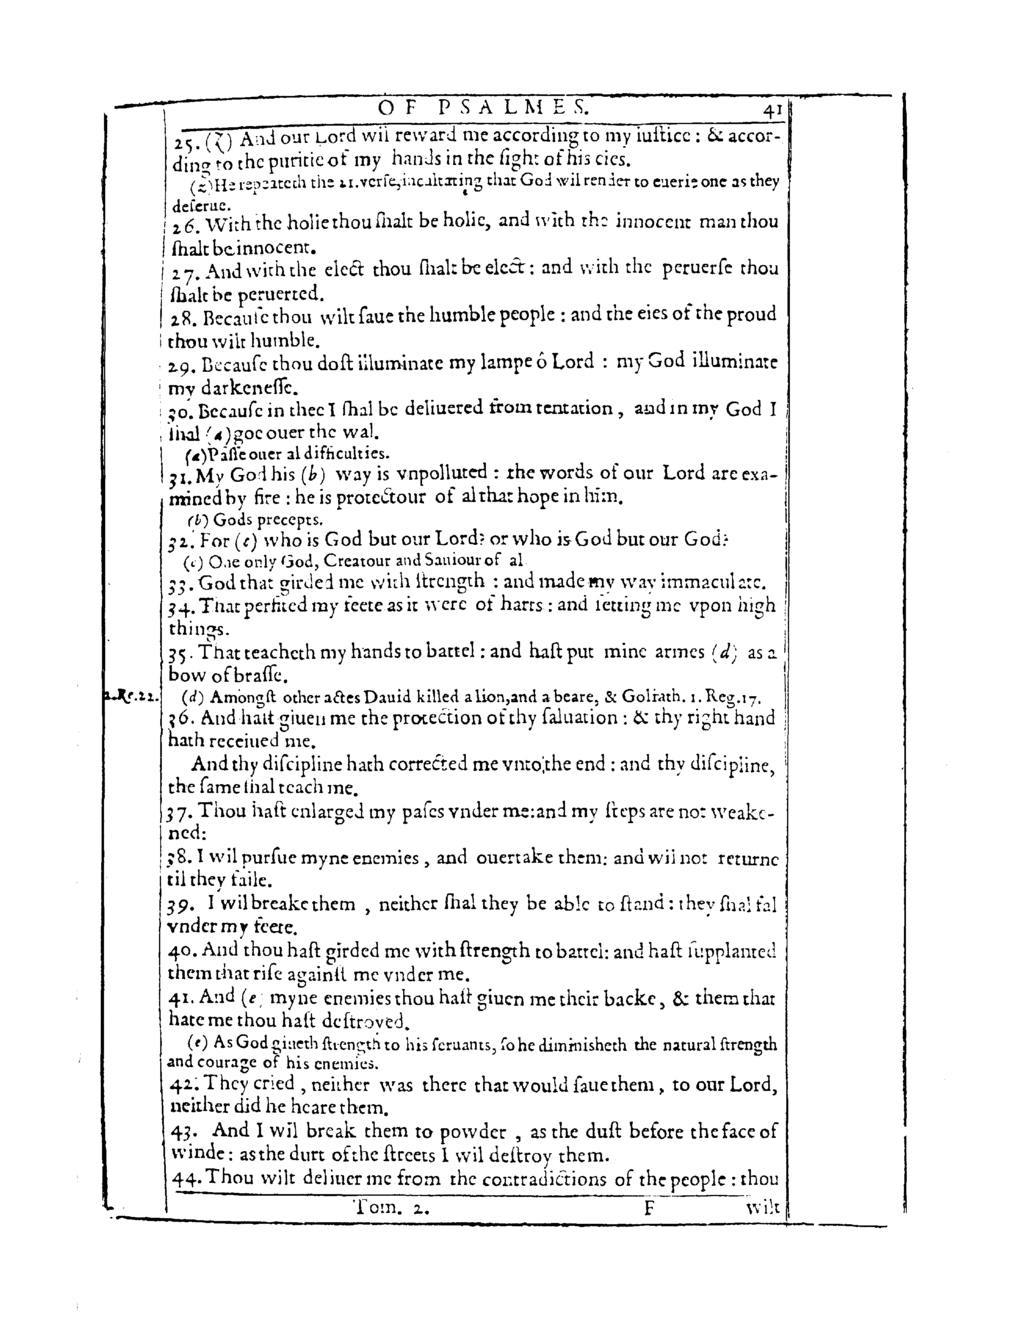 OF PSALMES. 41
25. (ζ) And our Lord wil reward me according to my iuſtice : & accor-
ding to the puritie of my hands in the ſight of his eies.
(z) He repeateth the 21. verſe, inculcating that God wil render to euerie one as they
deſerue.
26. With the holie thou ſhalt be holie, and with the innocent man thou
ſhalt be innocent.
27. And with the elect thou ſhalt be elect : and with the peruerſe thou
ſhalt be peruerted.
28. Becauſe thou wilt ſaue the humble people : and the eies of the proud
thou wilt humble.
29. Becauſe thou doſt illuminate my lampe ó Lord : my God illuminate
my darkeneſſe.
30. Becauſe in thee I ſhal be deliuered from tentation , and in my God I
ſhal (a) goe ouer the wal.
(a) Paſſe ouer al difficulties.
31. My God his (b) way is vnpolluted : the words of our Lord are exa-
mined by fire : he is protectour of al that hope in him.
(b) Gods precepts.
32. For (c) who is God but our Lord? or who is God but our God?
(c) One only God, Creatour and Sauiour of al
33. God that girded me with ſtrength : and made my way immaculate.
34. That perfited my feete as it were of harts : and ſetting me vpon high
things.
35. That teacheth my hands to battel : and haſt put mine armes (d) as a
bow of braſſe.
2. Re. 22. (d) Amongſt other actes Dauid killed a lion, and a beare, & Goliath. 1. Reg. 17.
36. And haſt giuen me the protection of thy ſaluation : & thy right hand
hath receiued me.
And thy diſcipline hath corrected me vnto the end : and thy diſcipline,
the ſame ſhal teach me.
37. Thou haſt enlarged my paſes vnder me: and my ſteps are not weake-
ned:
38. I wil purſue myne enemies , and ouertake them: and wil not returne
til they faile.
39. I wil breake them , neither ſhal they be able to ſtand : they ſhal fal
vnder my feete.
40. And thou haſt girded me with ſtrength to battel: and haſt ſupplanted
them that riſe againſt me vnder me.
41. And (e) myne enemies thou haſt giuen me their backe , & them that
hate me thou haſt deſtroyed.
(e) As God giueth ſtrength to his ſeruants, ſo he diminisheth the natural ſtrength
and courage of his enemies.
42. They cried , neither was there that would ſaue them , to our Lord,
neither did he heare them.
43. And I wil break them to powder , as the duſt before the face of
winde : as the durt of the ſtreets I wil deſtroy them.
44. Thou wilt deliuer me from the contradictions of the people : thou
Tom. 2. F wilt